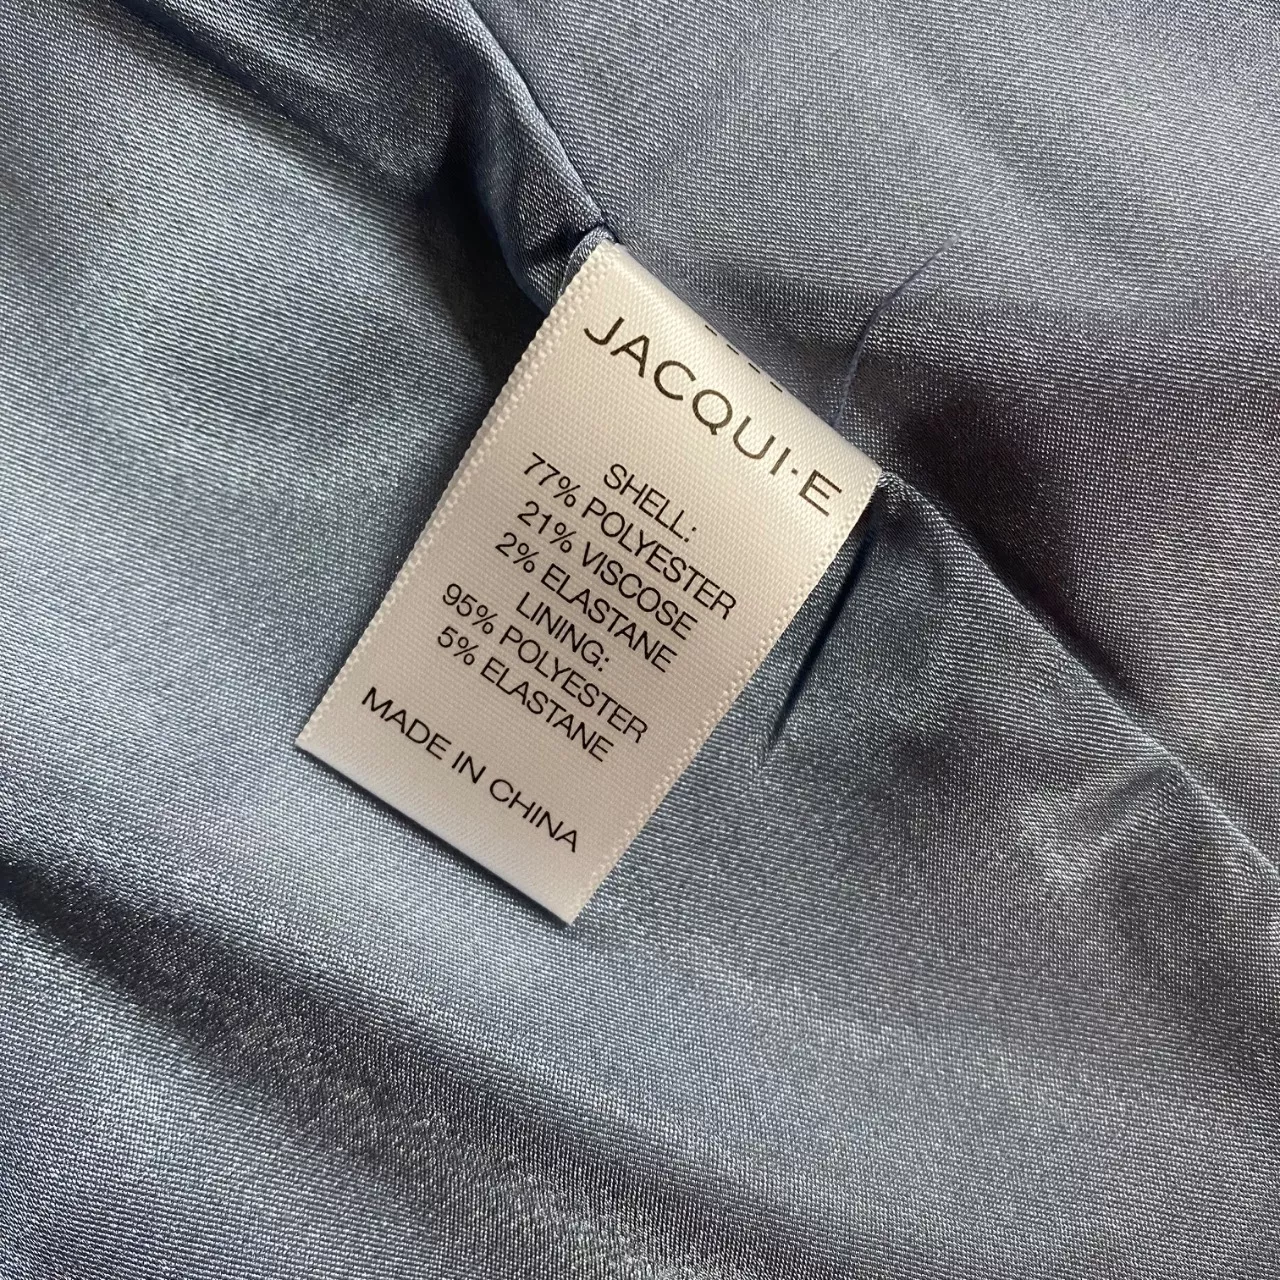 JACQUI·E
SHELL:
77% POLYESTER
21% VISCOSE
2% ELASTANE
LINING:
95% POLYESTER
5% ELASTANE
MADE IN CHINA